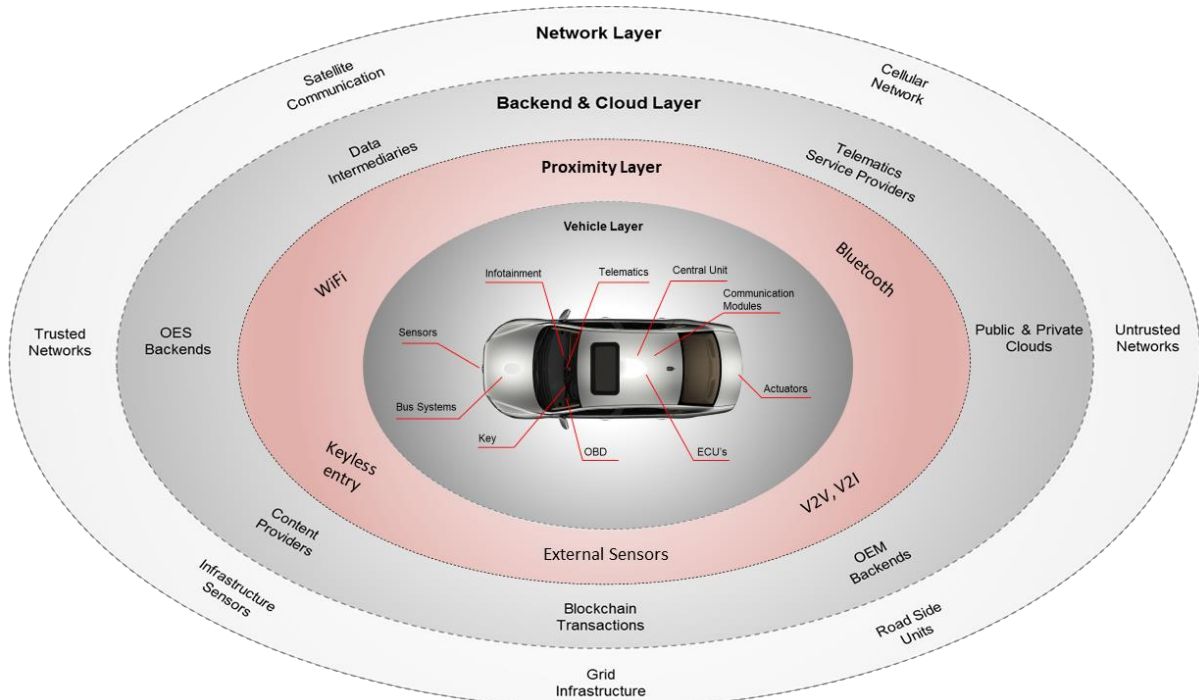 Network Layer
Satellite
Communication
Cellular
Network
Backend & Cloud Layer
Data
Intermediaries
Telematics
Service Providers
Proximity Layer
WiFi
Bluetooth
Vehicle Layer
Infotainment
Telematics
Central Unit
Communication
Modules
Sensors
Bus Systems
Key
OBD
ECU's
Actuators
Trusted
Networks
OES
Backends
Public & Private
Clouds
Untrusted
Networks
Keyless
entry
V2V, V2I
External Sensors
Content
Providers
OEM
Backends
Infrastructure
Sensors
Blockchain
Transactions
Road Side
Units
Grid
Infrastructure